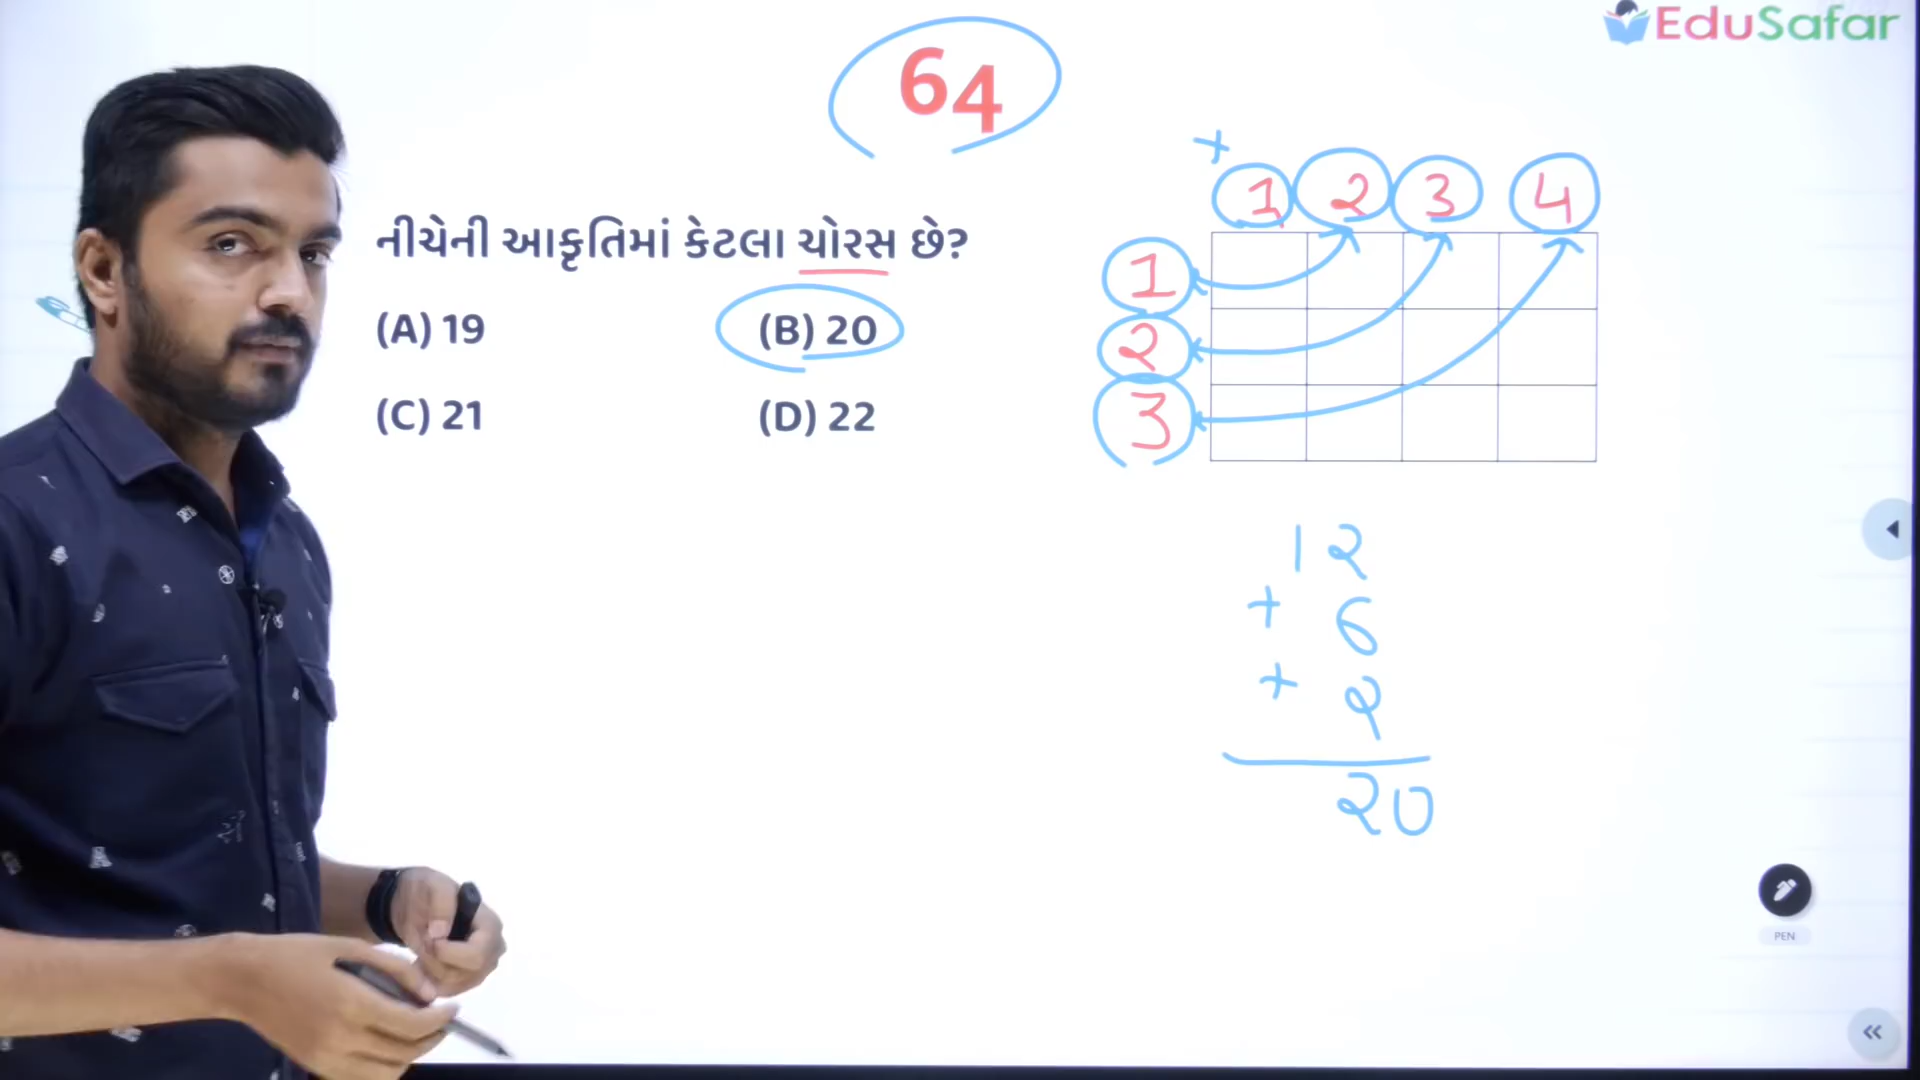 EduSafar
64
નીચેની આકૃતિમાં કેટલા ચોરસ છે?
(A) 19 (B) 20
(C) 21 (D) 22
+
1 2 3 4
1
2
3
૧૨
+ 6
+ ૨
૨૦
PEN